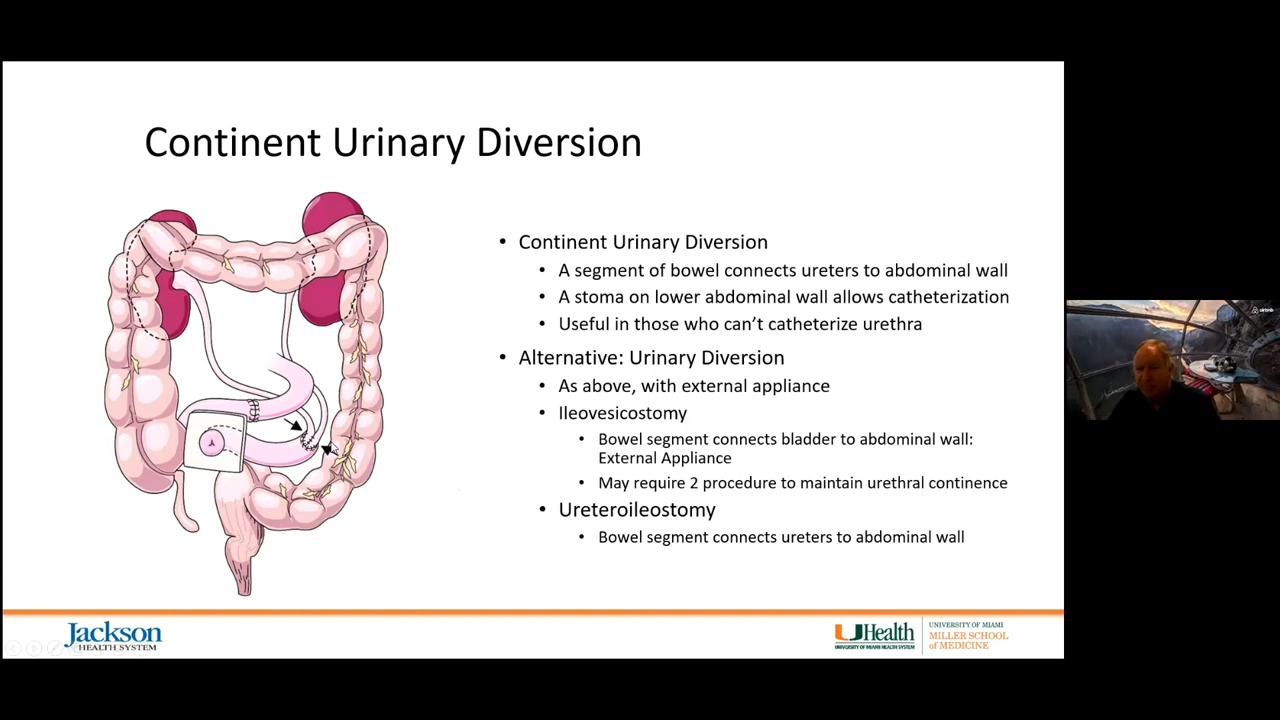 Continent Urinary Diversion
• Continent Urinary Diversion
• A segment of bowel connects ureters to abdominal wall
• A stoma on lower abdominal wall allows catheterization
• Useful in those who can’t catheterize urethra
• Alternative: Urinary Diversion
• As above, with external appliance
• Ileovesicostomy
• Bowel segment connects bladder to abdominal wall:
External Appliance
• May require 2 procedure to maintain urethral continence
• Ureteroileostomy
• Bowel segment connects ureters to abdominal wall
airbnb
Jackson
HEALTH SYSTEM
UHealth
UNIVERSITY OF MIAMI HEALTH SYSTEM
UNIVERSITY OF MIAMI
MILLER SCHOOL
of MEDICINE